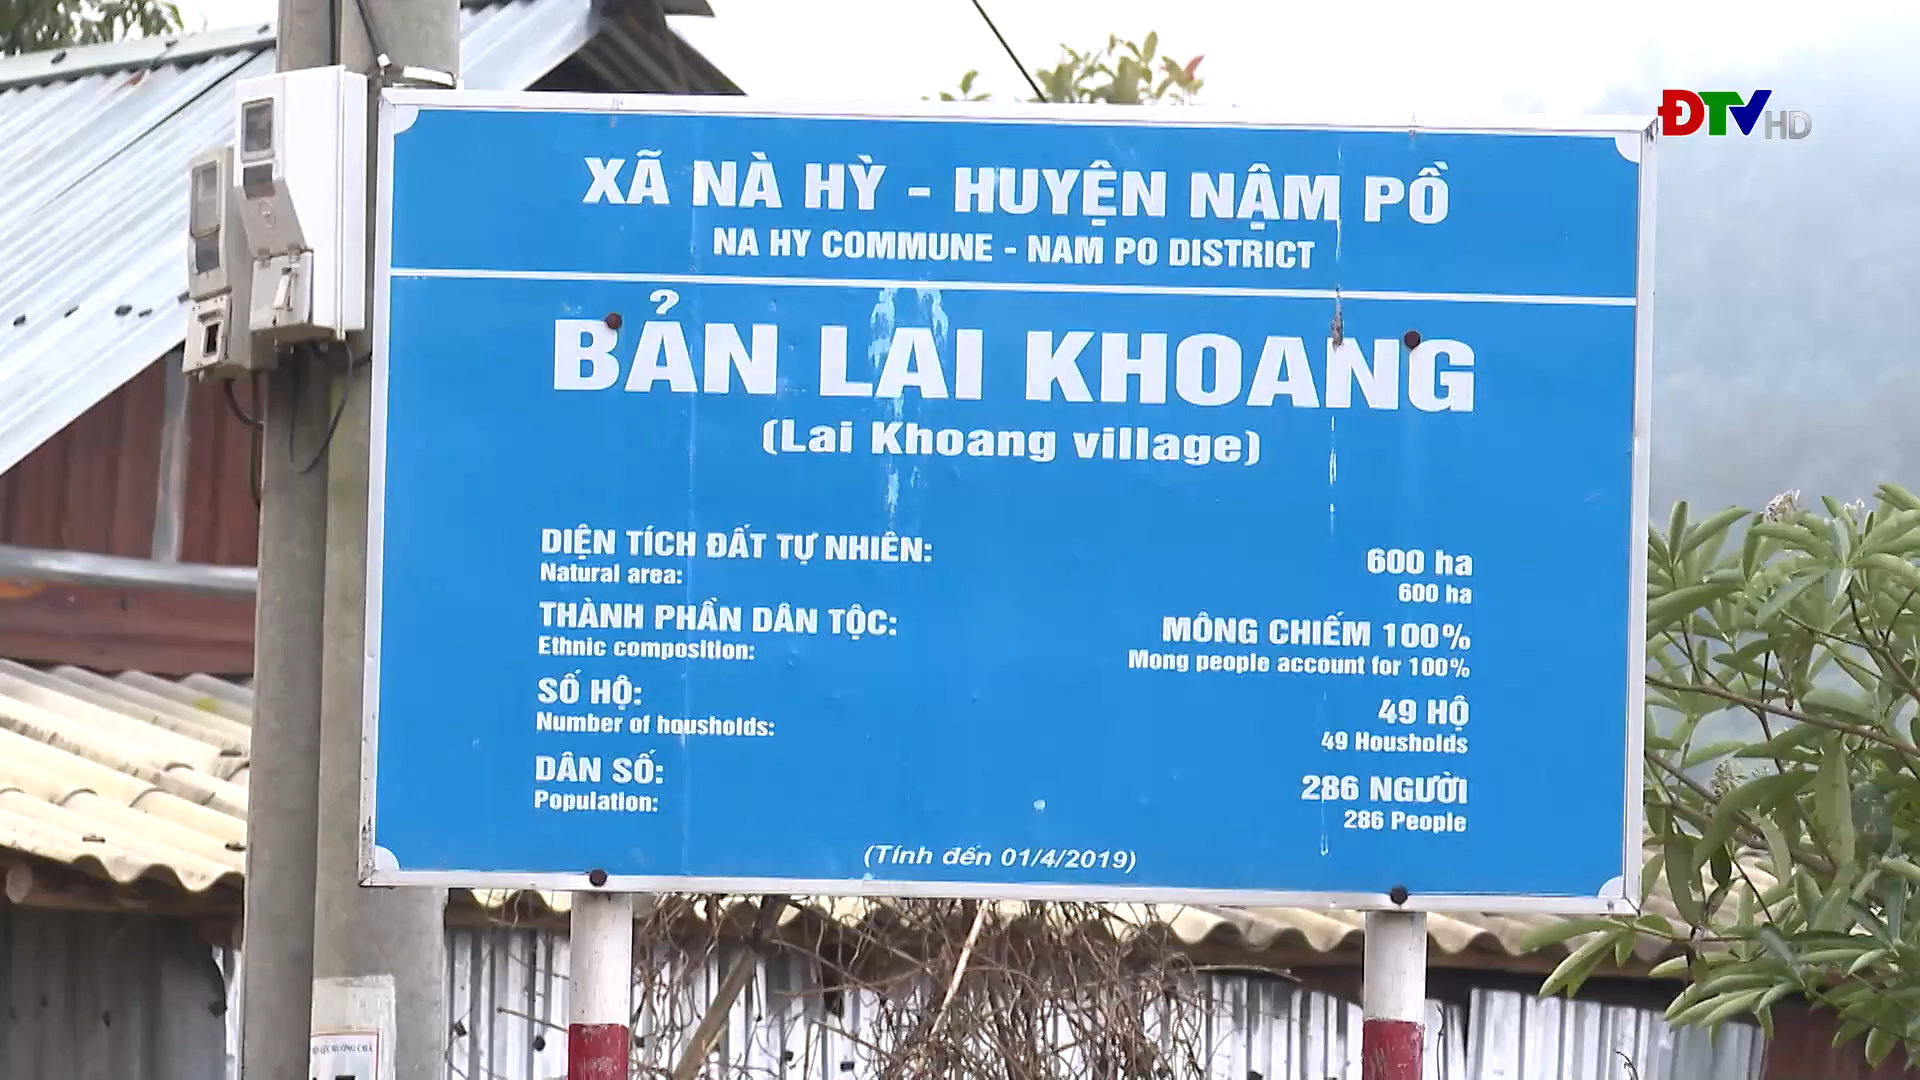 ĐTV HD
XÃ NÀ HỲ - HUYỆN NẬM PỒ
NA HY COMMUNE - NAM PO DISTRICT
BẢN LAI KHOANG
(Lai Khoang village)
DIỆN TÍCH ĐẤT TỰ NHIÊN: 600 ha
Natural area: 600 ha
THÀNH PHẦN DÂN TỘC: MÔNG CHIẾM 100%
Ethnic composition: Mong people account for 100%
SỐ HỘ: 49 HỘ
Number of housholds: 49 Housholds
DÂN SỐ: 286 NGƯỜI
Population: 286 People
(Tính đến 01/4/2019)